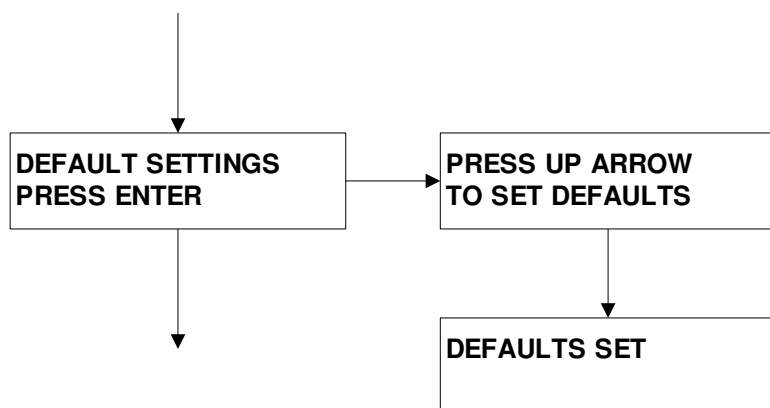 DEFAULT SETTINGS
PRESS ENTER
PRESS UP ARROW
TO SET DEFAULTS
DEFAULTS SET